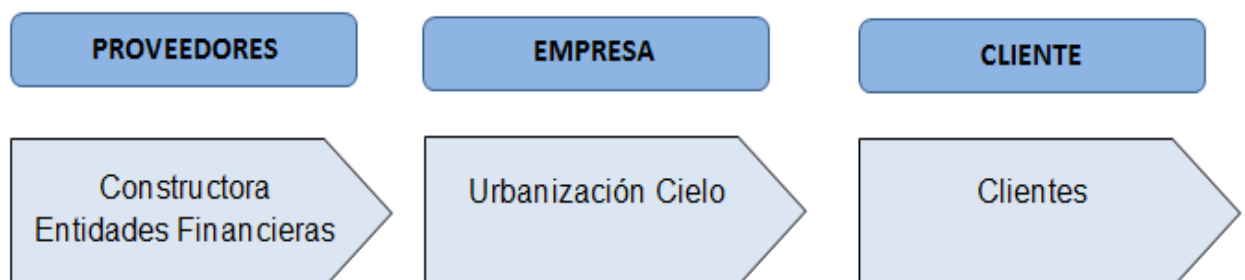 PROVEEDORES
EMPRESA
CLIENTE
Constructora
Entidades Financieras
Urbanización Cielo
Clientes